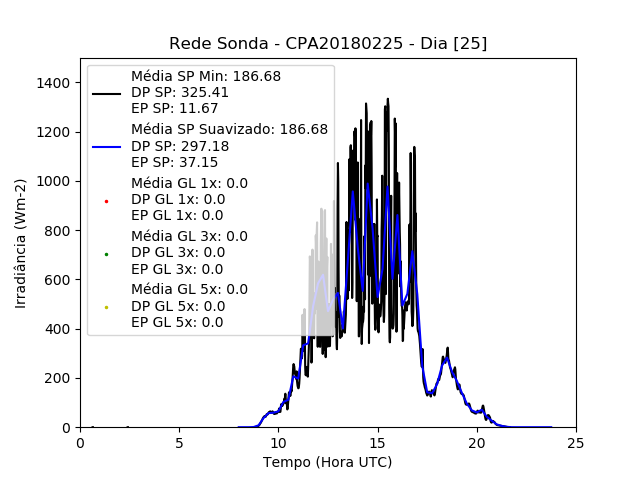 Rede Sonda - CPA20180225 - Dia [25]
Média SP Min: 186.68
DP SP: 325.41
EP SP: 11.67
Média SP Suavizado: 186.68
DP SP: 297.18
EP SP: 37.15
Média GL 1x: 0.0
DP GL 1x: 0.0
EP GL 1x: 0.0
Média GL 3x: 0.0
DP GL 3x: 0.0
EP GL 3x: 0.0
Média GL 5x: 0.0
DP GL 5x: 0.0
EP GL 5x: 0.0
Irradiância (Wm-2)
1400
1200
1000
800
600
400
200
0
0 5 10 15 20 25
Tempo (Hora UTC)